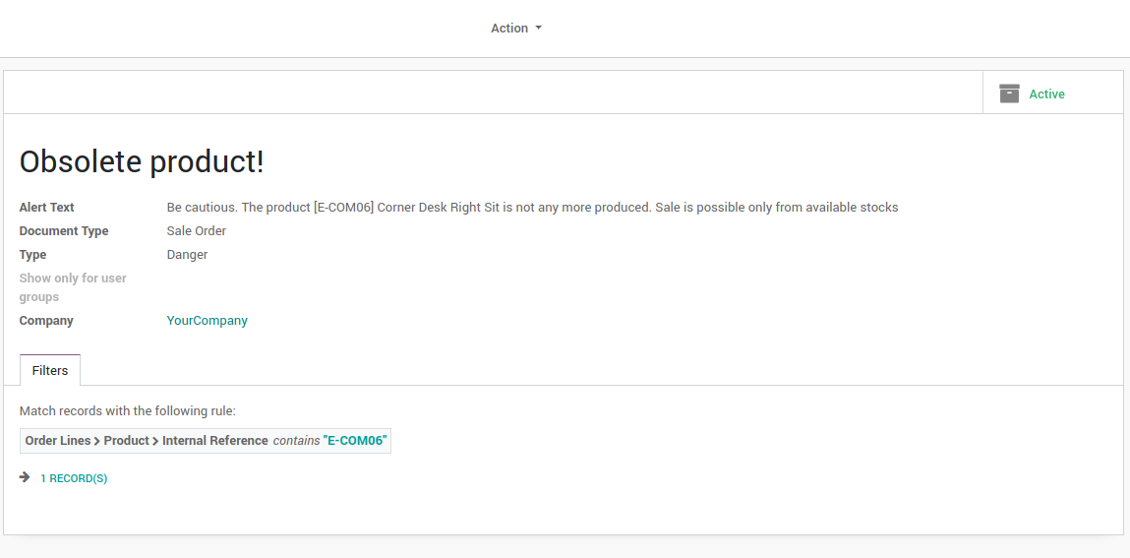 Action
Active
Obsolete product!
Alert Text Be cautious. The product [E-COM06] Corner Desk Right Sit is not any more produced. Sale is possible only from available stocks
Document Type Sale Order
Type Danger
Show only for user
groups
Company YourCompany
Filters
Match records with the following rule:
Order Lines > Product > Internal Reference contains "E-COM06"
1 RECORD(S)